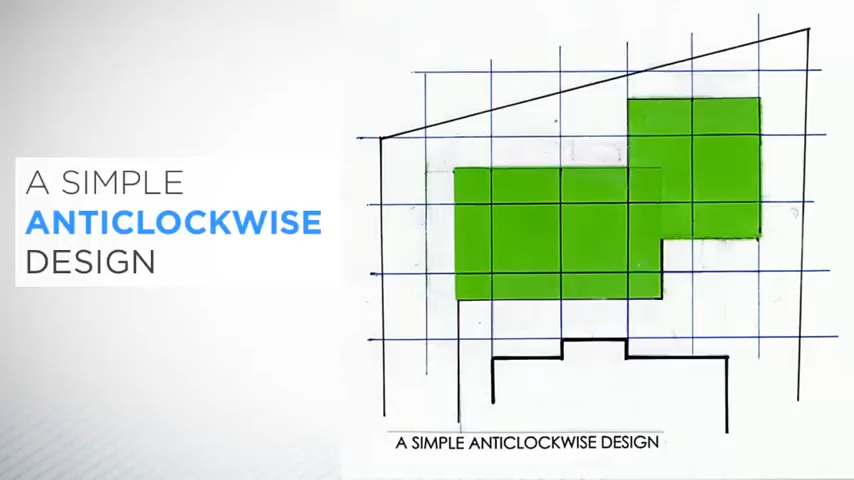 A SIMPLE
ANTICLOCKWISE
DESIGN
A SIMPLE ANTICLOCKWISE DESIGN